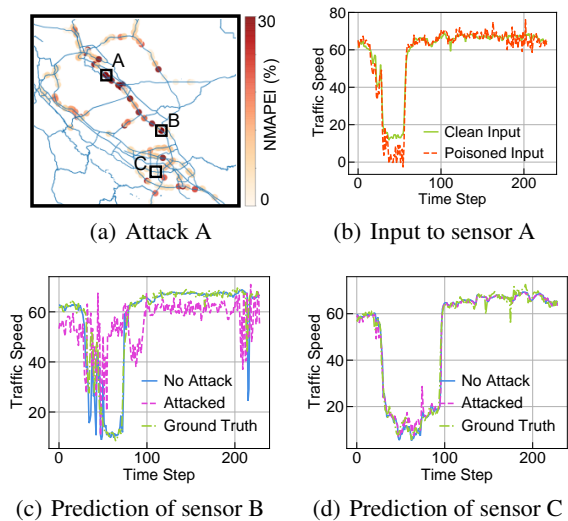 30
A
B
C
NMAPEI (%)
0
(a) Attack A
80
60
40
20
0
Traffic Speed
Clean Input
Poisoned Input
0
100
200
Time Step
(b) Input to sensor A
60
40
20
Traffic Speed
No Attack
Attacked
Ground Truth
0
100
200
Time Step
(c) Prediction of sensor B
60
40
20
Traffic Speed
No Attack
Attacked
Ground Truth
0
100
200
Time Step
(d) Prediction of sensor C